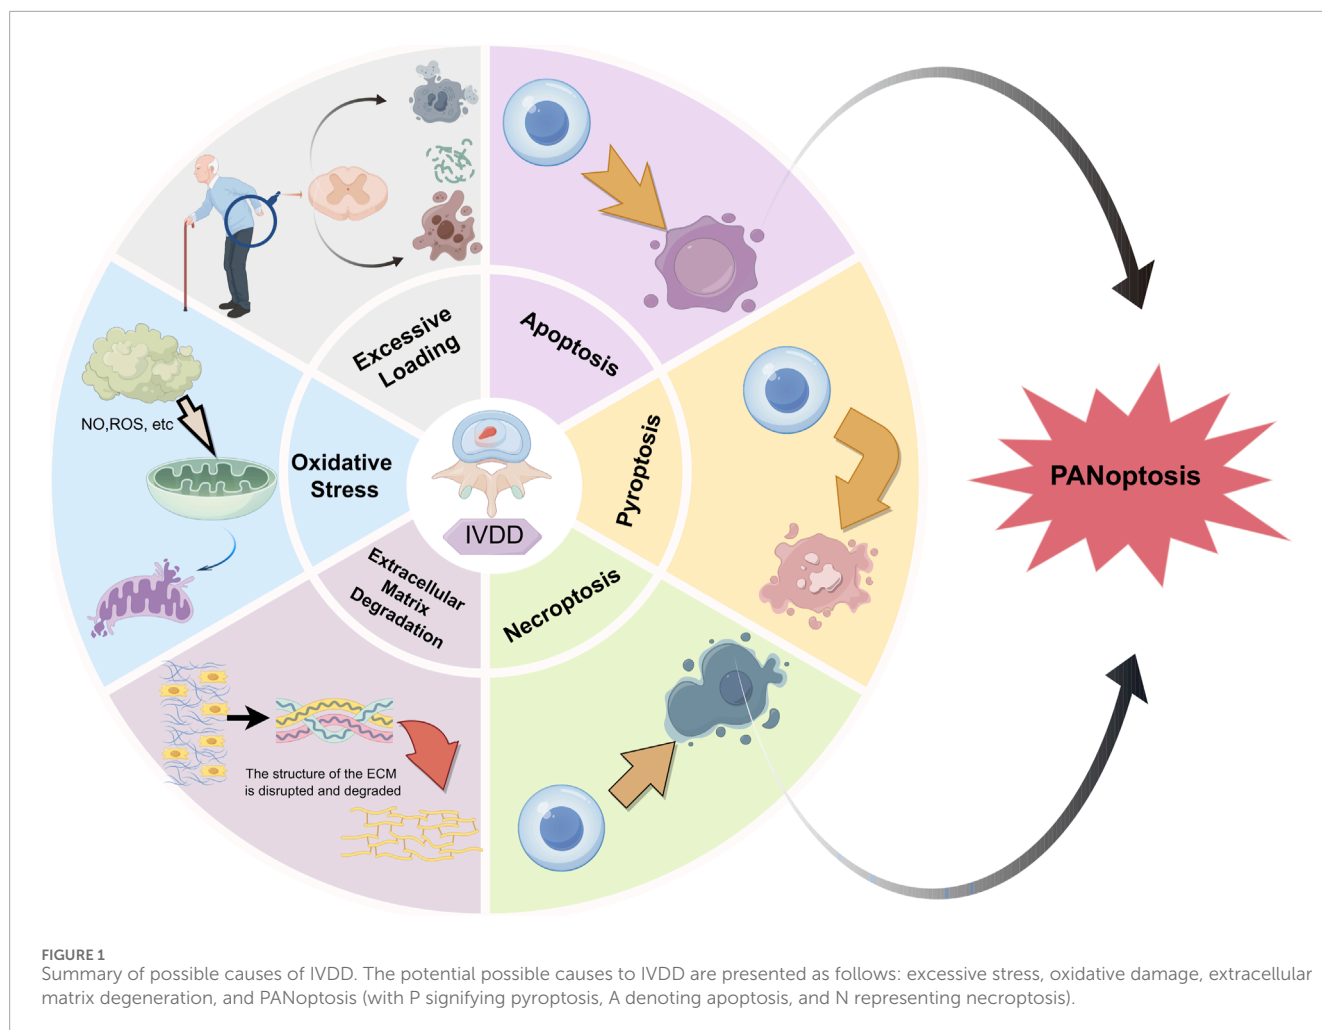 Excessive
Loading
Apoptosis
NO,ROS, etc
Oxidative
Stress
Pyroptosis
PANoptosis
IVDD
Extracellular
Matrix
Degradation
Necroptosis
The structure of the ECM
is disrupted and degraded
FIGURE 1
Summary of possible causes of IVDD. The potential possible causes to IVDD are presented as follows: excessive stress, oxidative damage, extracellular
matrix degeneration, and PANoptosis (with P signifying pyroptosis, A denoting apoptosis, and N representing necroptosis).